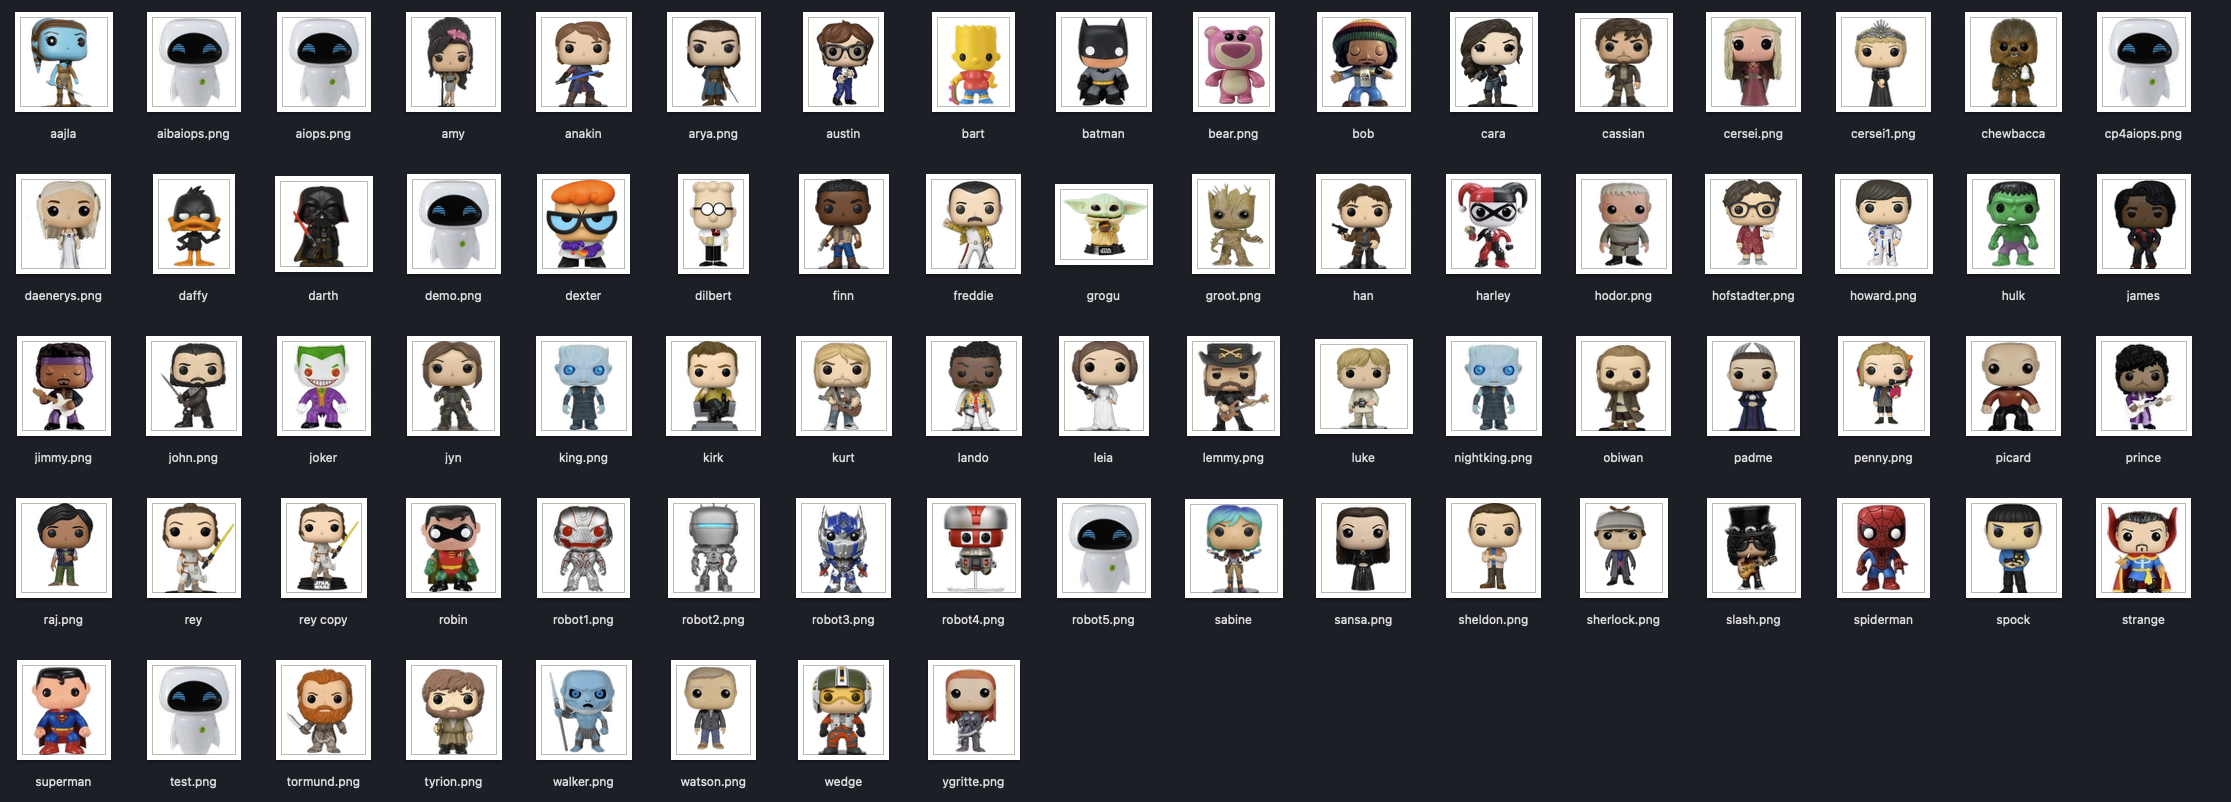 aajla aibaiops.png aiops.png amy anakin arya.png austin bart batman bear.png bob cara cassian cersei.png cersei1.png chewbacca cp4aiops.png
daenerys.png daffy darth demo.png dexter dilbert finn freddie grogu groot.png han harley hodor.png hofstadter.png howard.png hulk james
jimmy.png john.png joker jyn king.png kirk kurt lando leia lemmy.png luke nightking.png obiwan padme penny.png picard prince
STAR
WARS
raj.png rey rey copy robin robot1.png robot2.png robot3.png robot4.png robot5.png sabine sansa.png sheldon.png sherlock.png slash.png spiderman spock strange
superman test.png tormund.png tyrion.png walker.png watson.png wedge ygritte.png